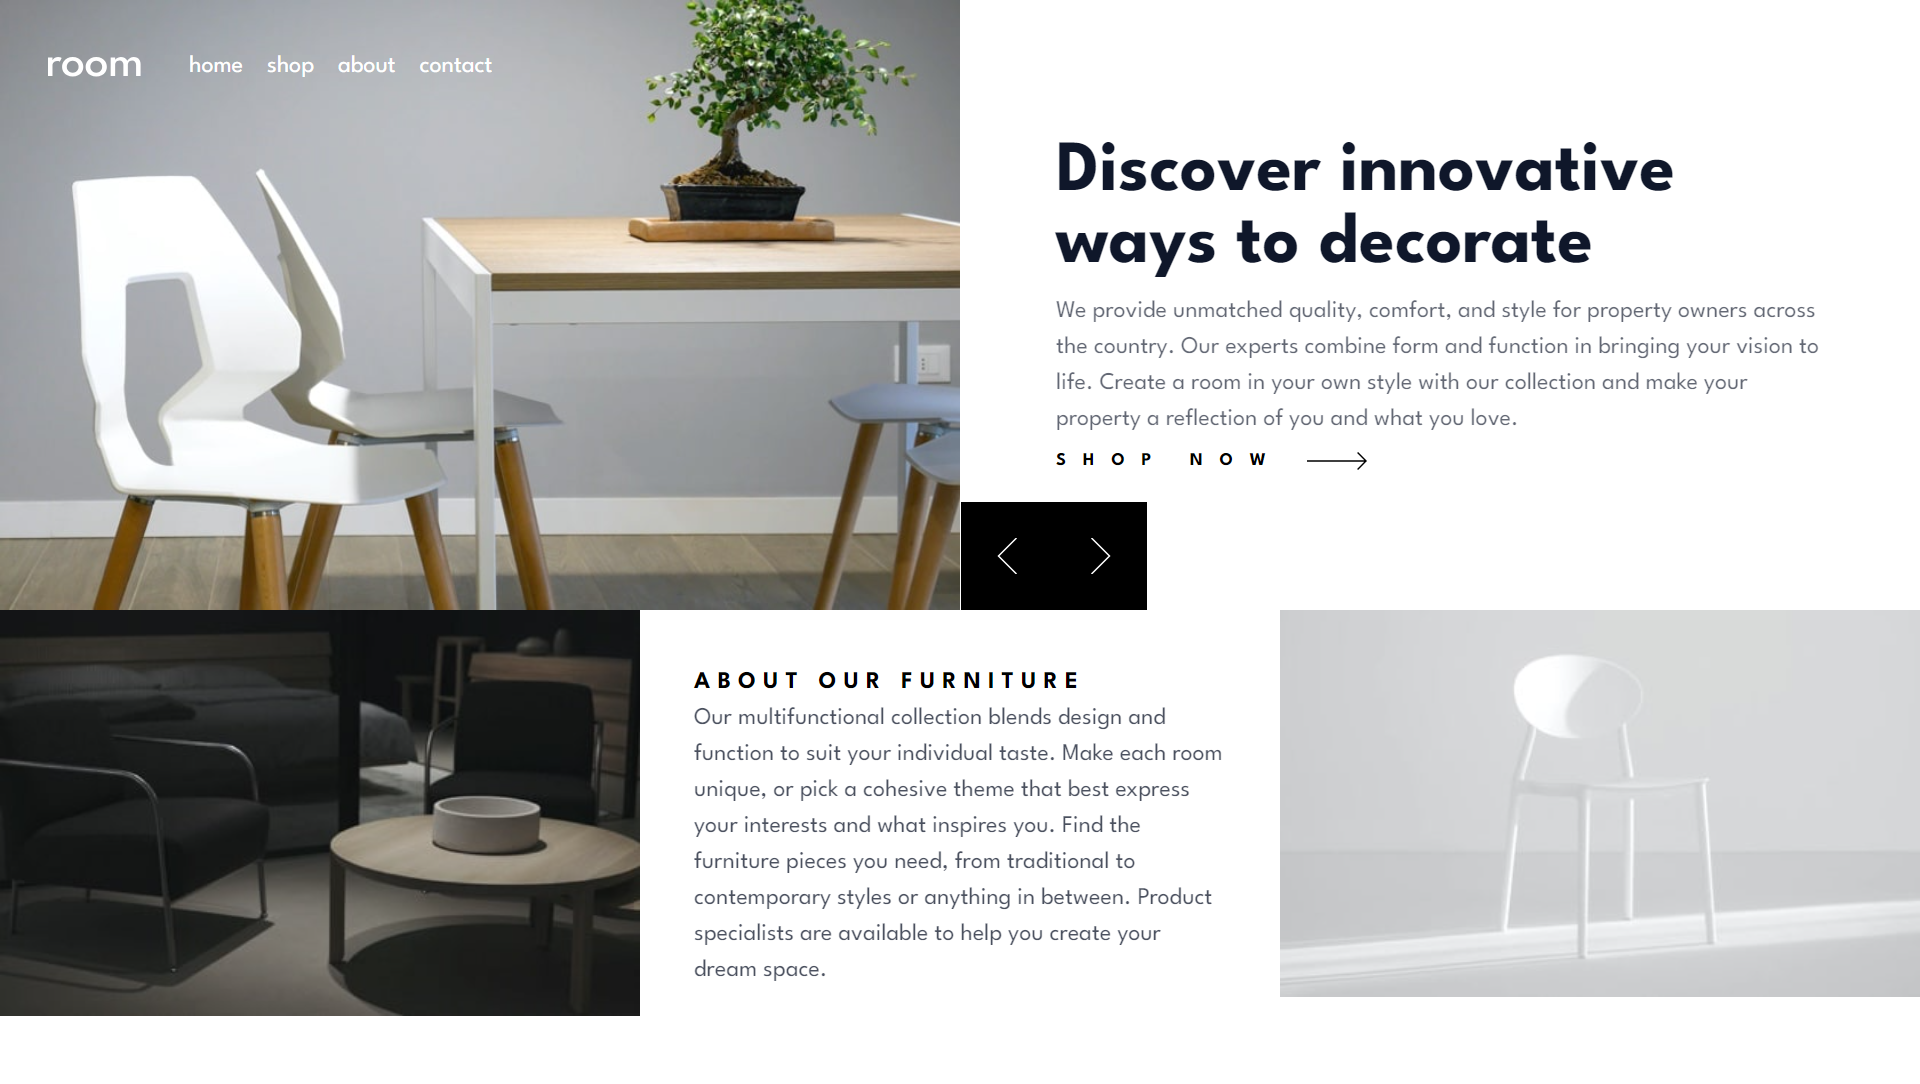 room
home shop about contact
Discover innovative
ways to decorate
We provide unmatched quality, comfort, and style for property owners across
the country. Our experts combine form and function in bringing your vision to
life. Create a room in your own style with our collection and make your
property a reflection of you and what you love.
SHOP NOW
ABOUT OUR FURNITURE
Our multifunctional collection blends design and
function to suit your individual taste. Make each room
unique, or pick a cohesive theme that best express
your interests and what inspires you. Find the
furniture pieces you need, from traditional to
contemporary styles or anything in between. Product
specialists are available to help you create your
dream space.